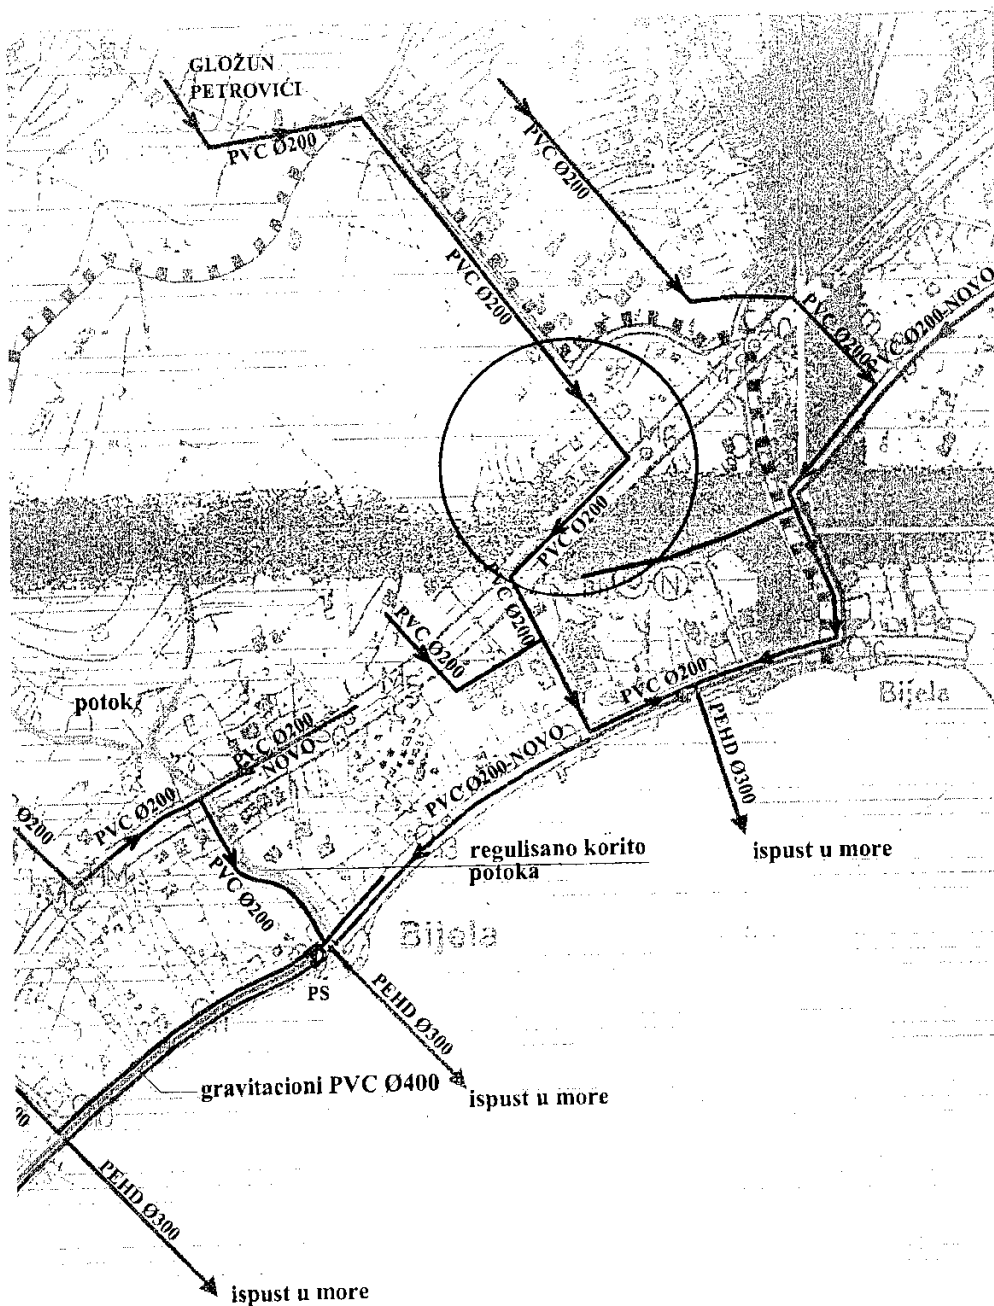 GLOŽUN
PETROVIĆI
PVC Ø200
PVC Ø200
PVC Ø200
PVC Ø200
PVC Ø200-NOVO
PVC Ø200
PVC Ø200
PVC Ø200
PVC Ø200
Bijela
potok
PVC Ø200
NOVO
PEHD Ø300
PVC Ø200-NOVO
Ø200
PVC Ø200
ispust u more
regulisano korito
potoka
PVC Ø200
Bijela
PS
PEHD Ø300
gravitacioni PVC Ø400
ispust u more
PEHD Ø300
ispust u more